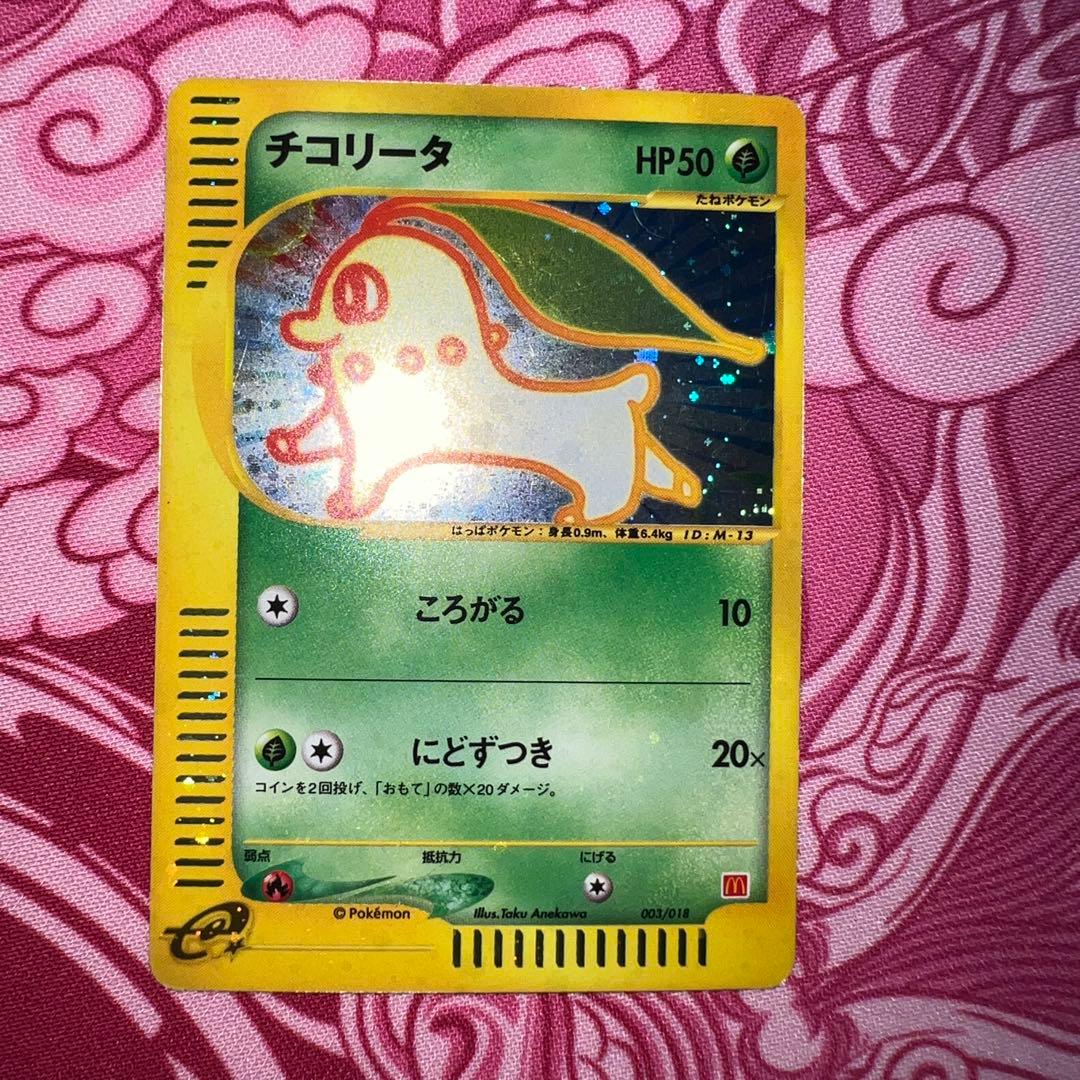 チコリータ
HP50
たねポケモン
はっぱポケモン：身長0.9m、体重6.4kg ID:M-13
ころがる 10
にどずつき 20×
コインを2回投げ、「おもて」の数×20ダメージ。
弱点 抵抗力 にげる
©Pokémon Illus.Taku Anekawa 003/018
e
M